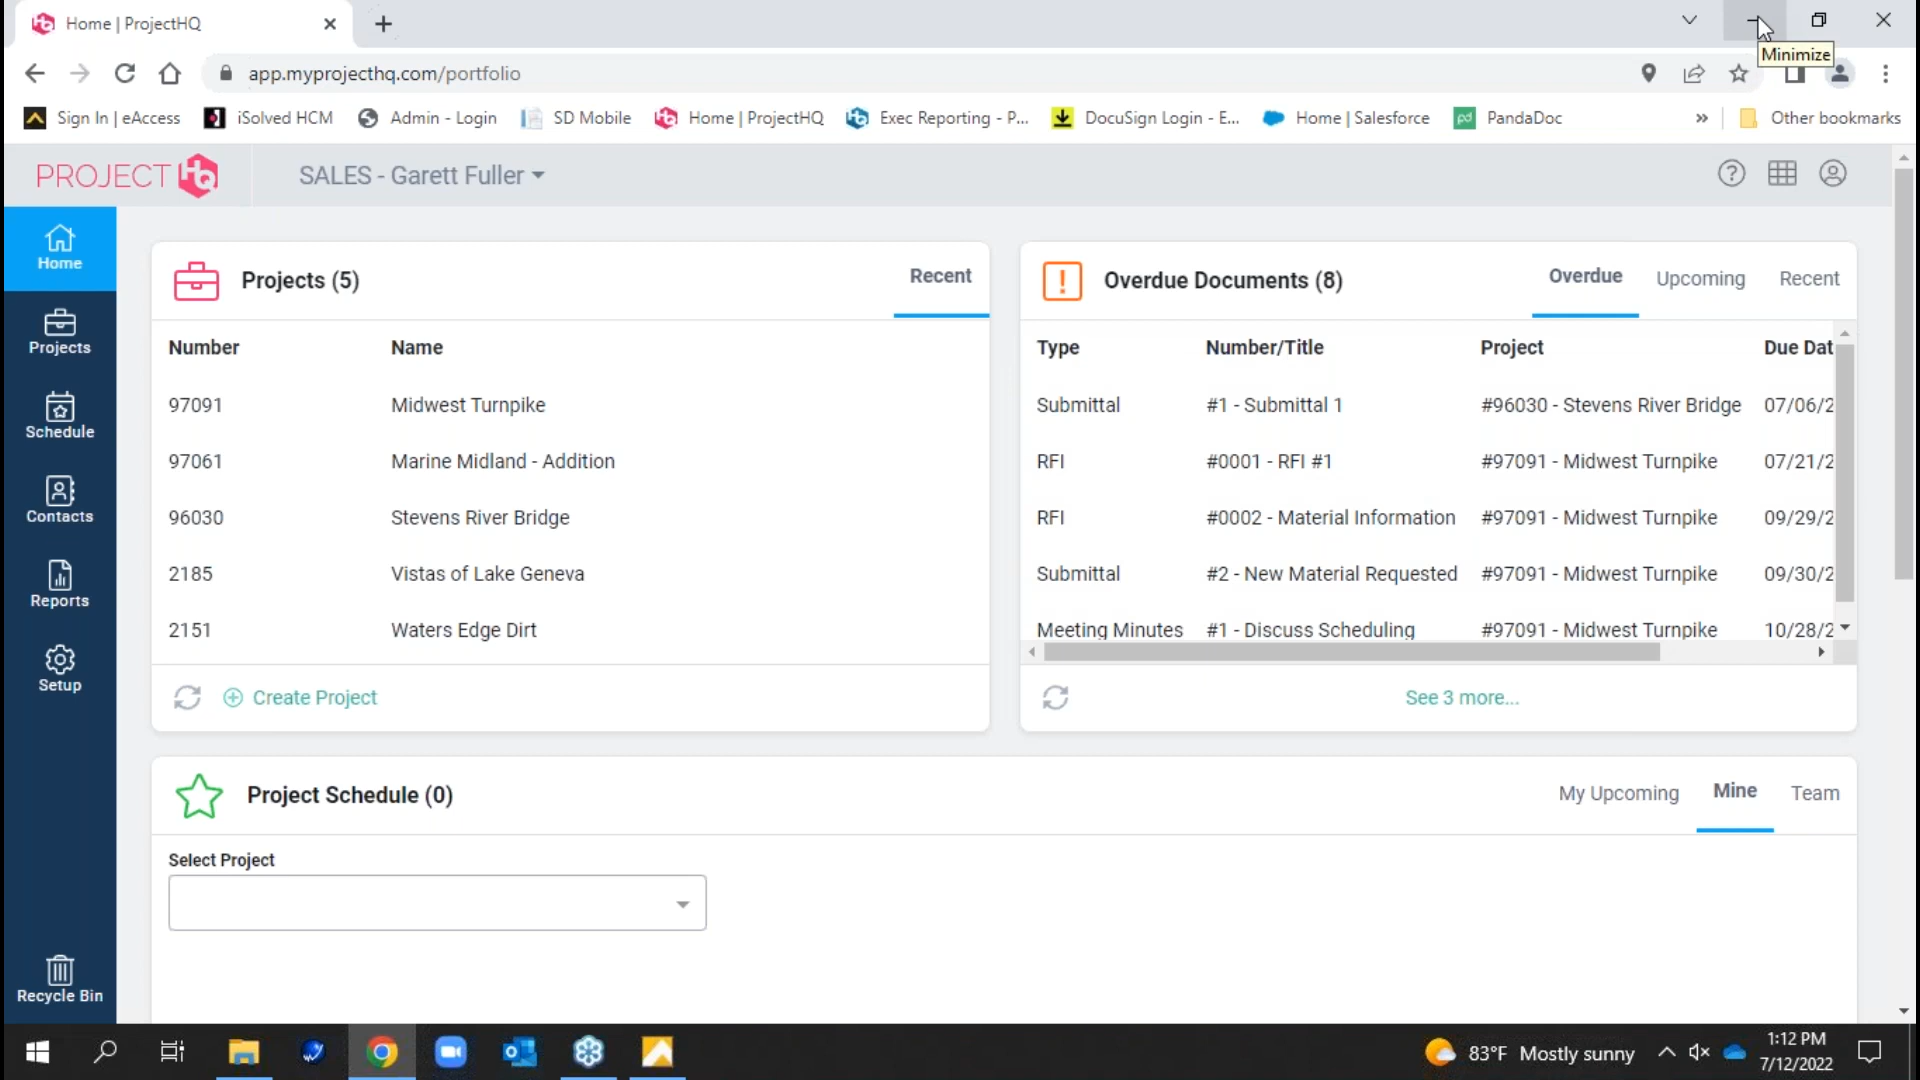 Home | ProjectHQ
Minimize
app.myprojecthq.com/portfolio
Sign In | eAccess
iSolved HCM
Admin - Login
SD Mobile
Home | ProjectHQ
Exec Reporting - P...
DocuSign Login - E...
Home | Salesforce
pd PandaDoc
»
Other bookmarks
PROJECT HQ
SALES - Garett Fuller
Home
Projects
Schedule
Contacts
Reports
Setup
Recycle Bin
Projects (5)
Recent
Number Name
97091 Midwest Turnpike
97061 Marine Midland - Addition
96030 Stevens River Bridge
2185 Vistas of Lake Geneva
2151 Waters Edge Dirt
Create Project
Overdue Documents (8)
Overdue Upcoming Recent
Type Number/Title Project Due Dat
Submittal #1 - Submittal 1 #96030 - Stevens River Bridge 07/06/2
RFI #0001 - RFI #1 #97091 - Midwest Turnpike 07/21/2
RFI #0002 - Material Information #97091 - Midwest Turnpike 09/29/2
Submittal #2 - New Material Requested #97091 - Midwest Turnpike 09/30/2
Meeting Minutes #1 - Discuss Scheduling #97091 - Midwest Turnpike 10/28/2
See 3 more...
Project Schedule (0)
My Upcoming Mine Team
Select Project
83°F Mostly sunny
1:12 PM
7/12/2022